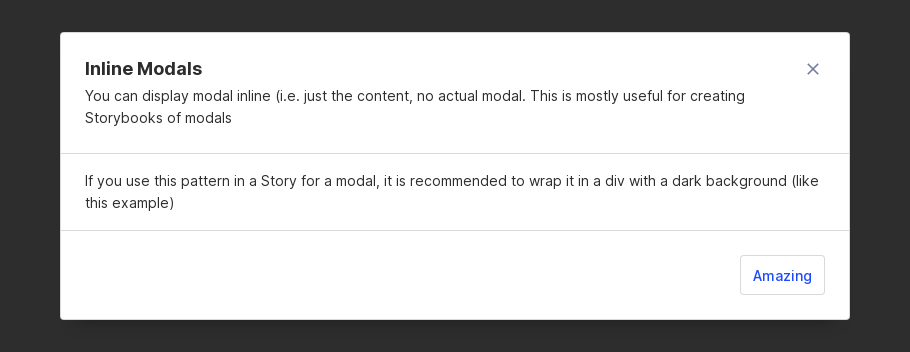 Inline Modals
You can display modal inline (i.e. just the content, no actual modal. This is mostly useful for creating
Storybooks of modals
If you use this pattern in a Story for a modal, it is recommended to wrap it in a div with a dark background (like
this example)
Amazing